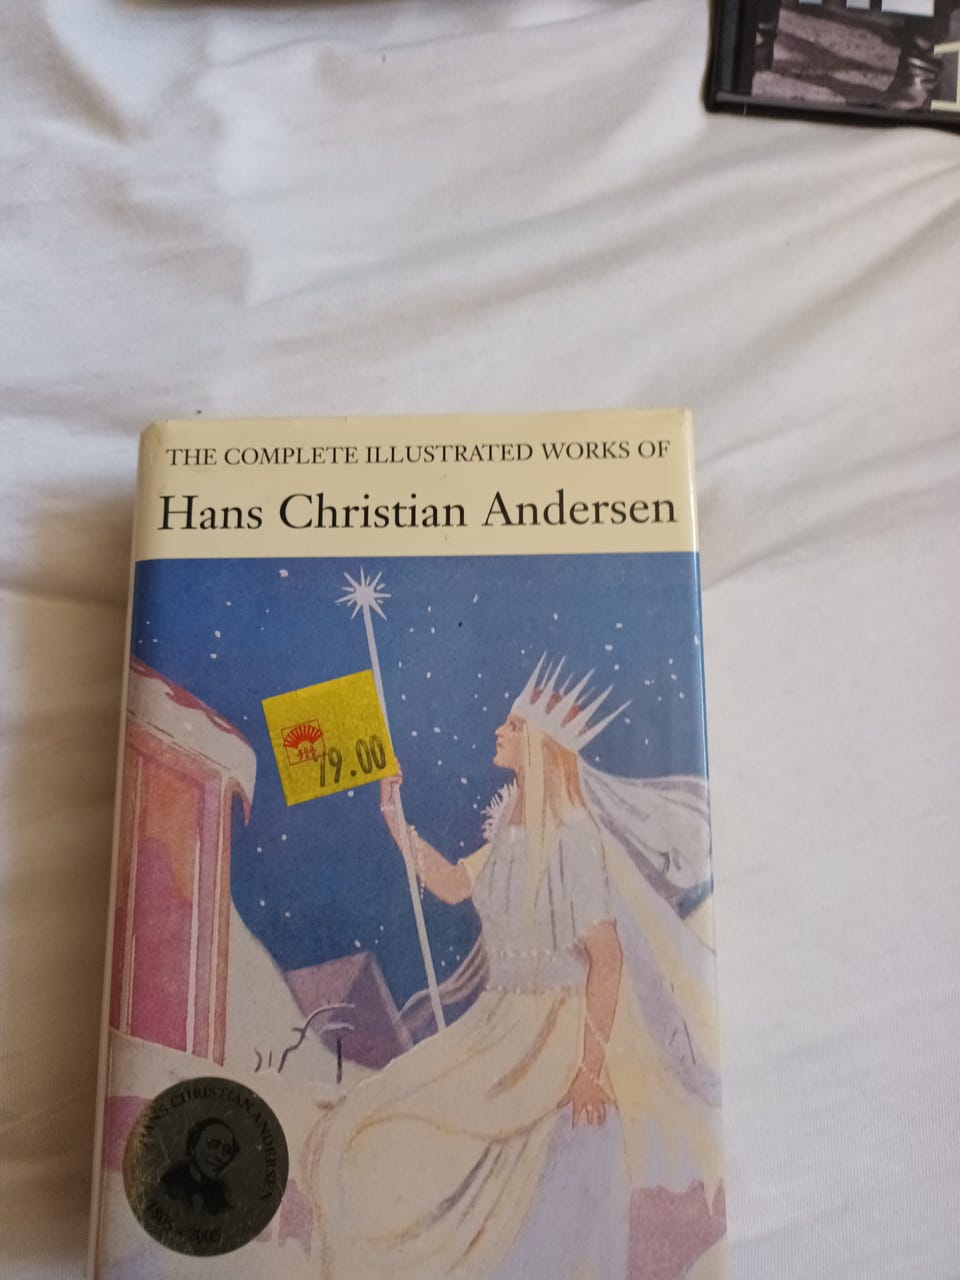 THE COMPLETE ILLUSTRATED WORKS OF
Hans Christian Andersen
79.00
HANS CHRISTIAN ANDERSEN
1805 - 2005